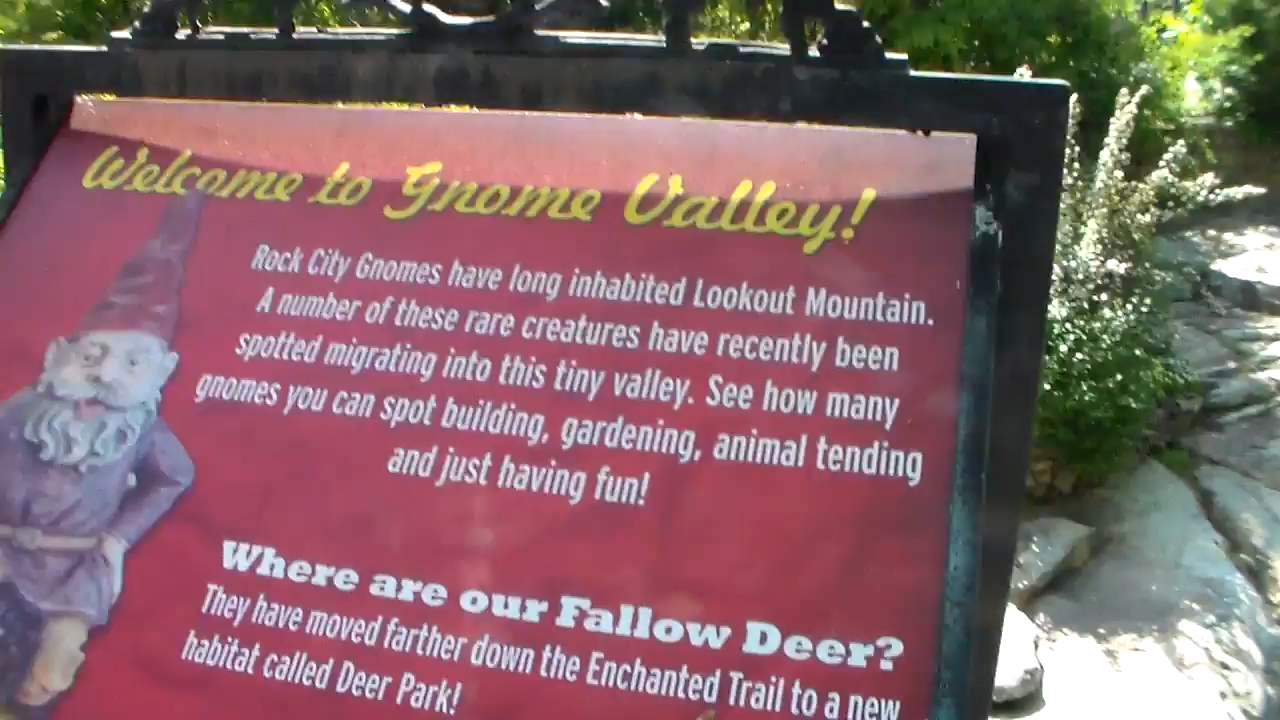 Welcome to Gnome Valley!
Rock City Gnomes have long inhabited Lookout Mountain.
A number of these rare creatures have recently been
spotted migrating into this tiny valley. See how many
gnomes you can spot building, gardening, animal tending
and just having fun!
Where are our Fallow Deer?
They have moved farther down the Enchanted Trail to a new
habitat called Deer Park!